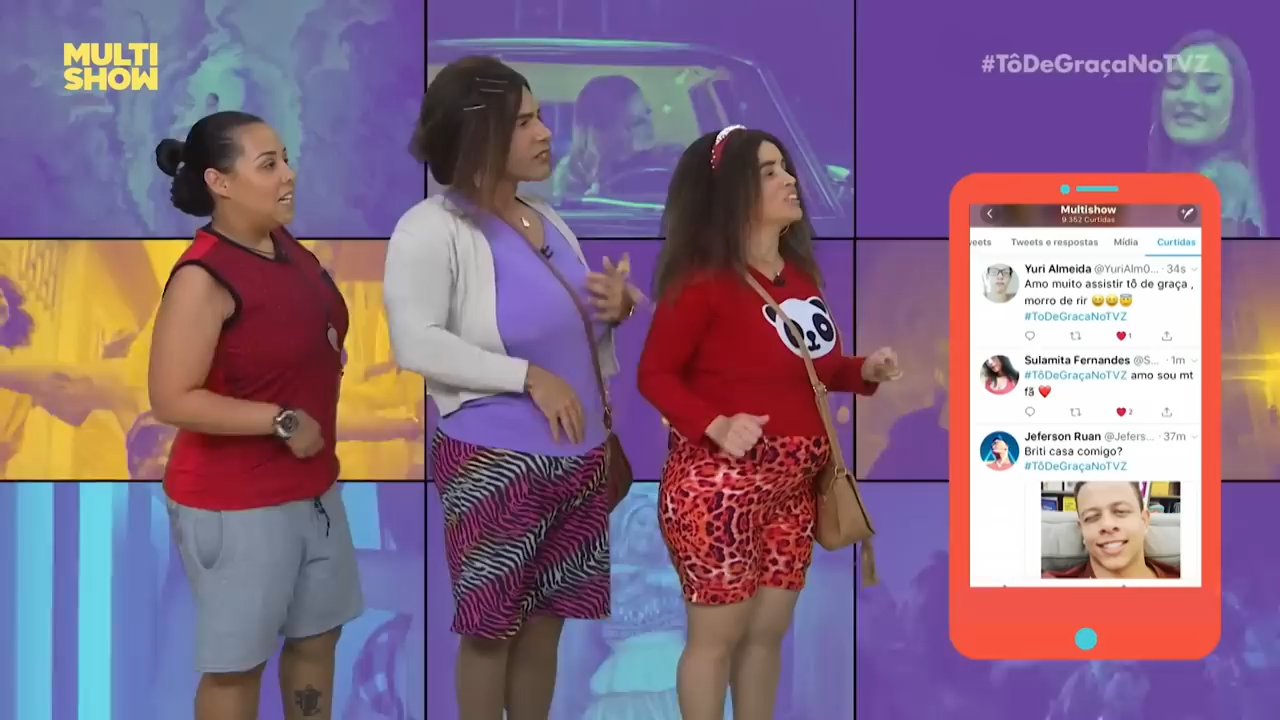 MULTI
SHOW
#TôDeGraçaNoTVZ
Multishow
9.352 Curtidas
weets Tweets e respostas Mídia Curtidas
Yuri Almeida @YuriAlm0... · 34s
Amo muito assistir tô de graça ,
morro de rir 😆😆😇
#TôDeGracaNoTVZ
1
Sulamita Fernandes @S... · 1m
#TôDeGraçaNoTVZ amo sou mt
fã ❤️
2
Jeferson Ruan @Jefers... · 37m
Briti casa comigo?
#TôDeGraçaNoTVZ